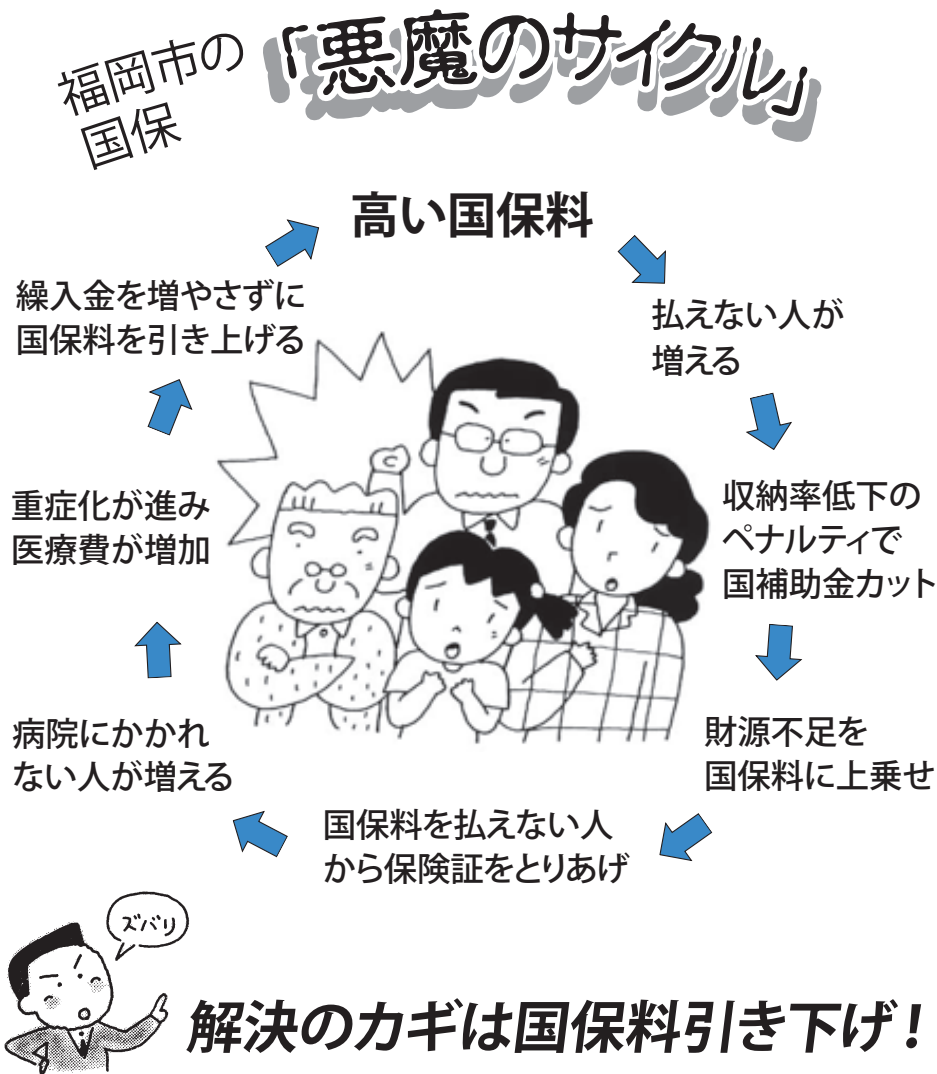 福岡市の
国保
「悪魔のサイクル」
高い国保料
払えない人が
増える
収納率低下の
ペナルティで
国補助金カット
財源不足を
国保料に上乗せ
国保料を払えない人
から保険証をとりあげ
病院にかかれ
ない人が増える
重症化が進み
医療費が増加
繰入金を増やさずに
国保料を引き上げる
ズバリ
解決のカギは国保料引き下げ！